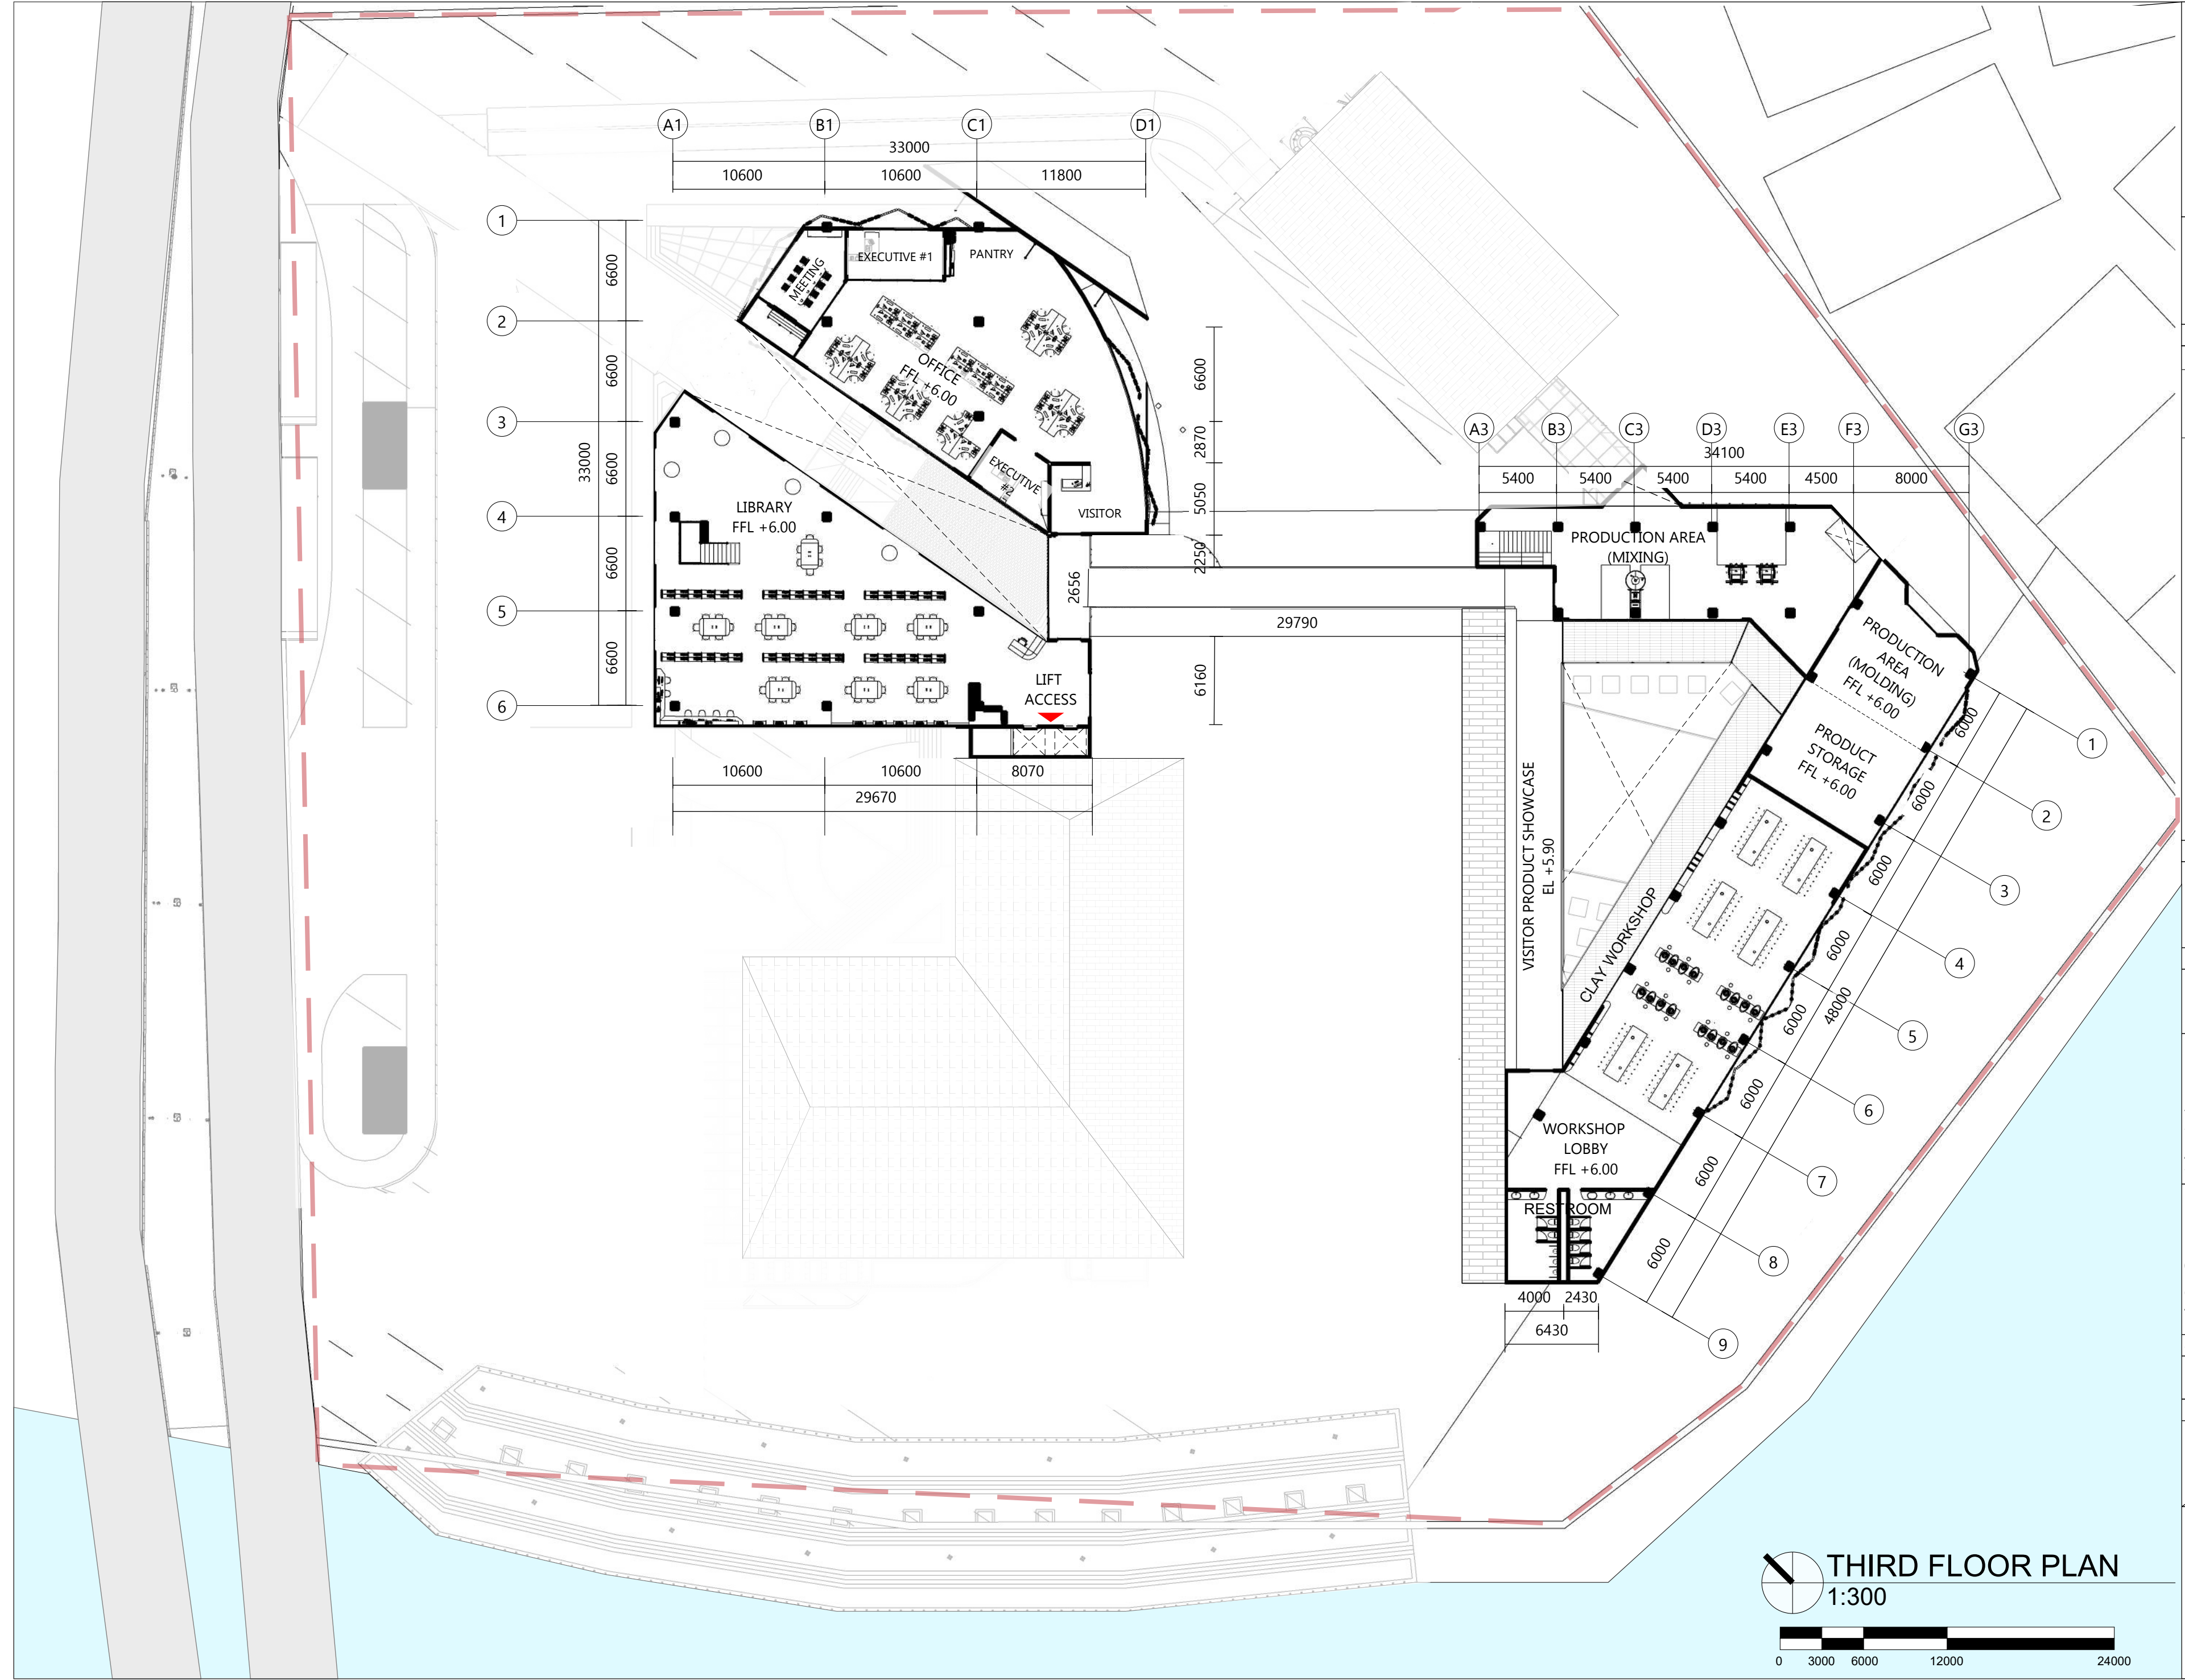 A1
B1
C1
D1
33000
10600
10600
11800
1
2
3
4
5
6
6600
6600
6600
6600
6600
33000
MEETING
EXECUTIVE #1
PANTRY
OFFICE
FFL +6.00
EXECUTIVE
#2
VISITOR
6600
2870
5050
2250
2656
6160
29790
LIBRARY
FFL +6.00
LIFT
ACCESS
10600
10600
8070
29670
A3
B3
C3
D3
E3
F3
G3
34100
5400
5400
5400
5400
4500
8000
PRODUCTION AREA
(MIXING)
PRODUCTION
AREA
(MOLDING)
FFL +6.00
PRODUCT
STORAGE
FFL +6.00
VISITOR PRODUCT SHOWCASE
EL +5.90
CLAY WORKSHOP
WORKSHOP
LOBBY
FFL +6.00
RESTROOM
6000
6000
6000
6000
6000
6000
6000
6000
48000
1
2
3
4
5
6
7
8
9
4000
2430
6430
THIRD FLOOR PLAN
1:300
0 3000 6000 12000 24000